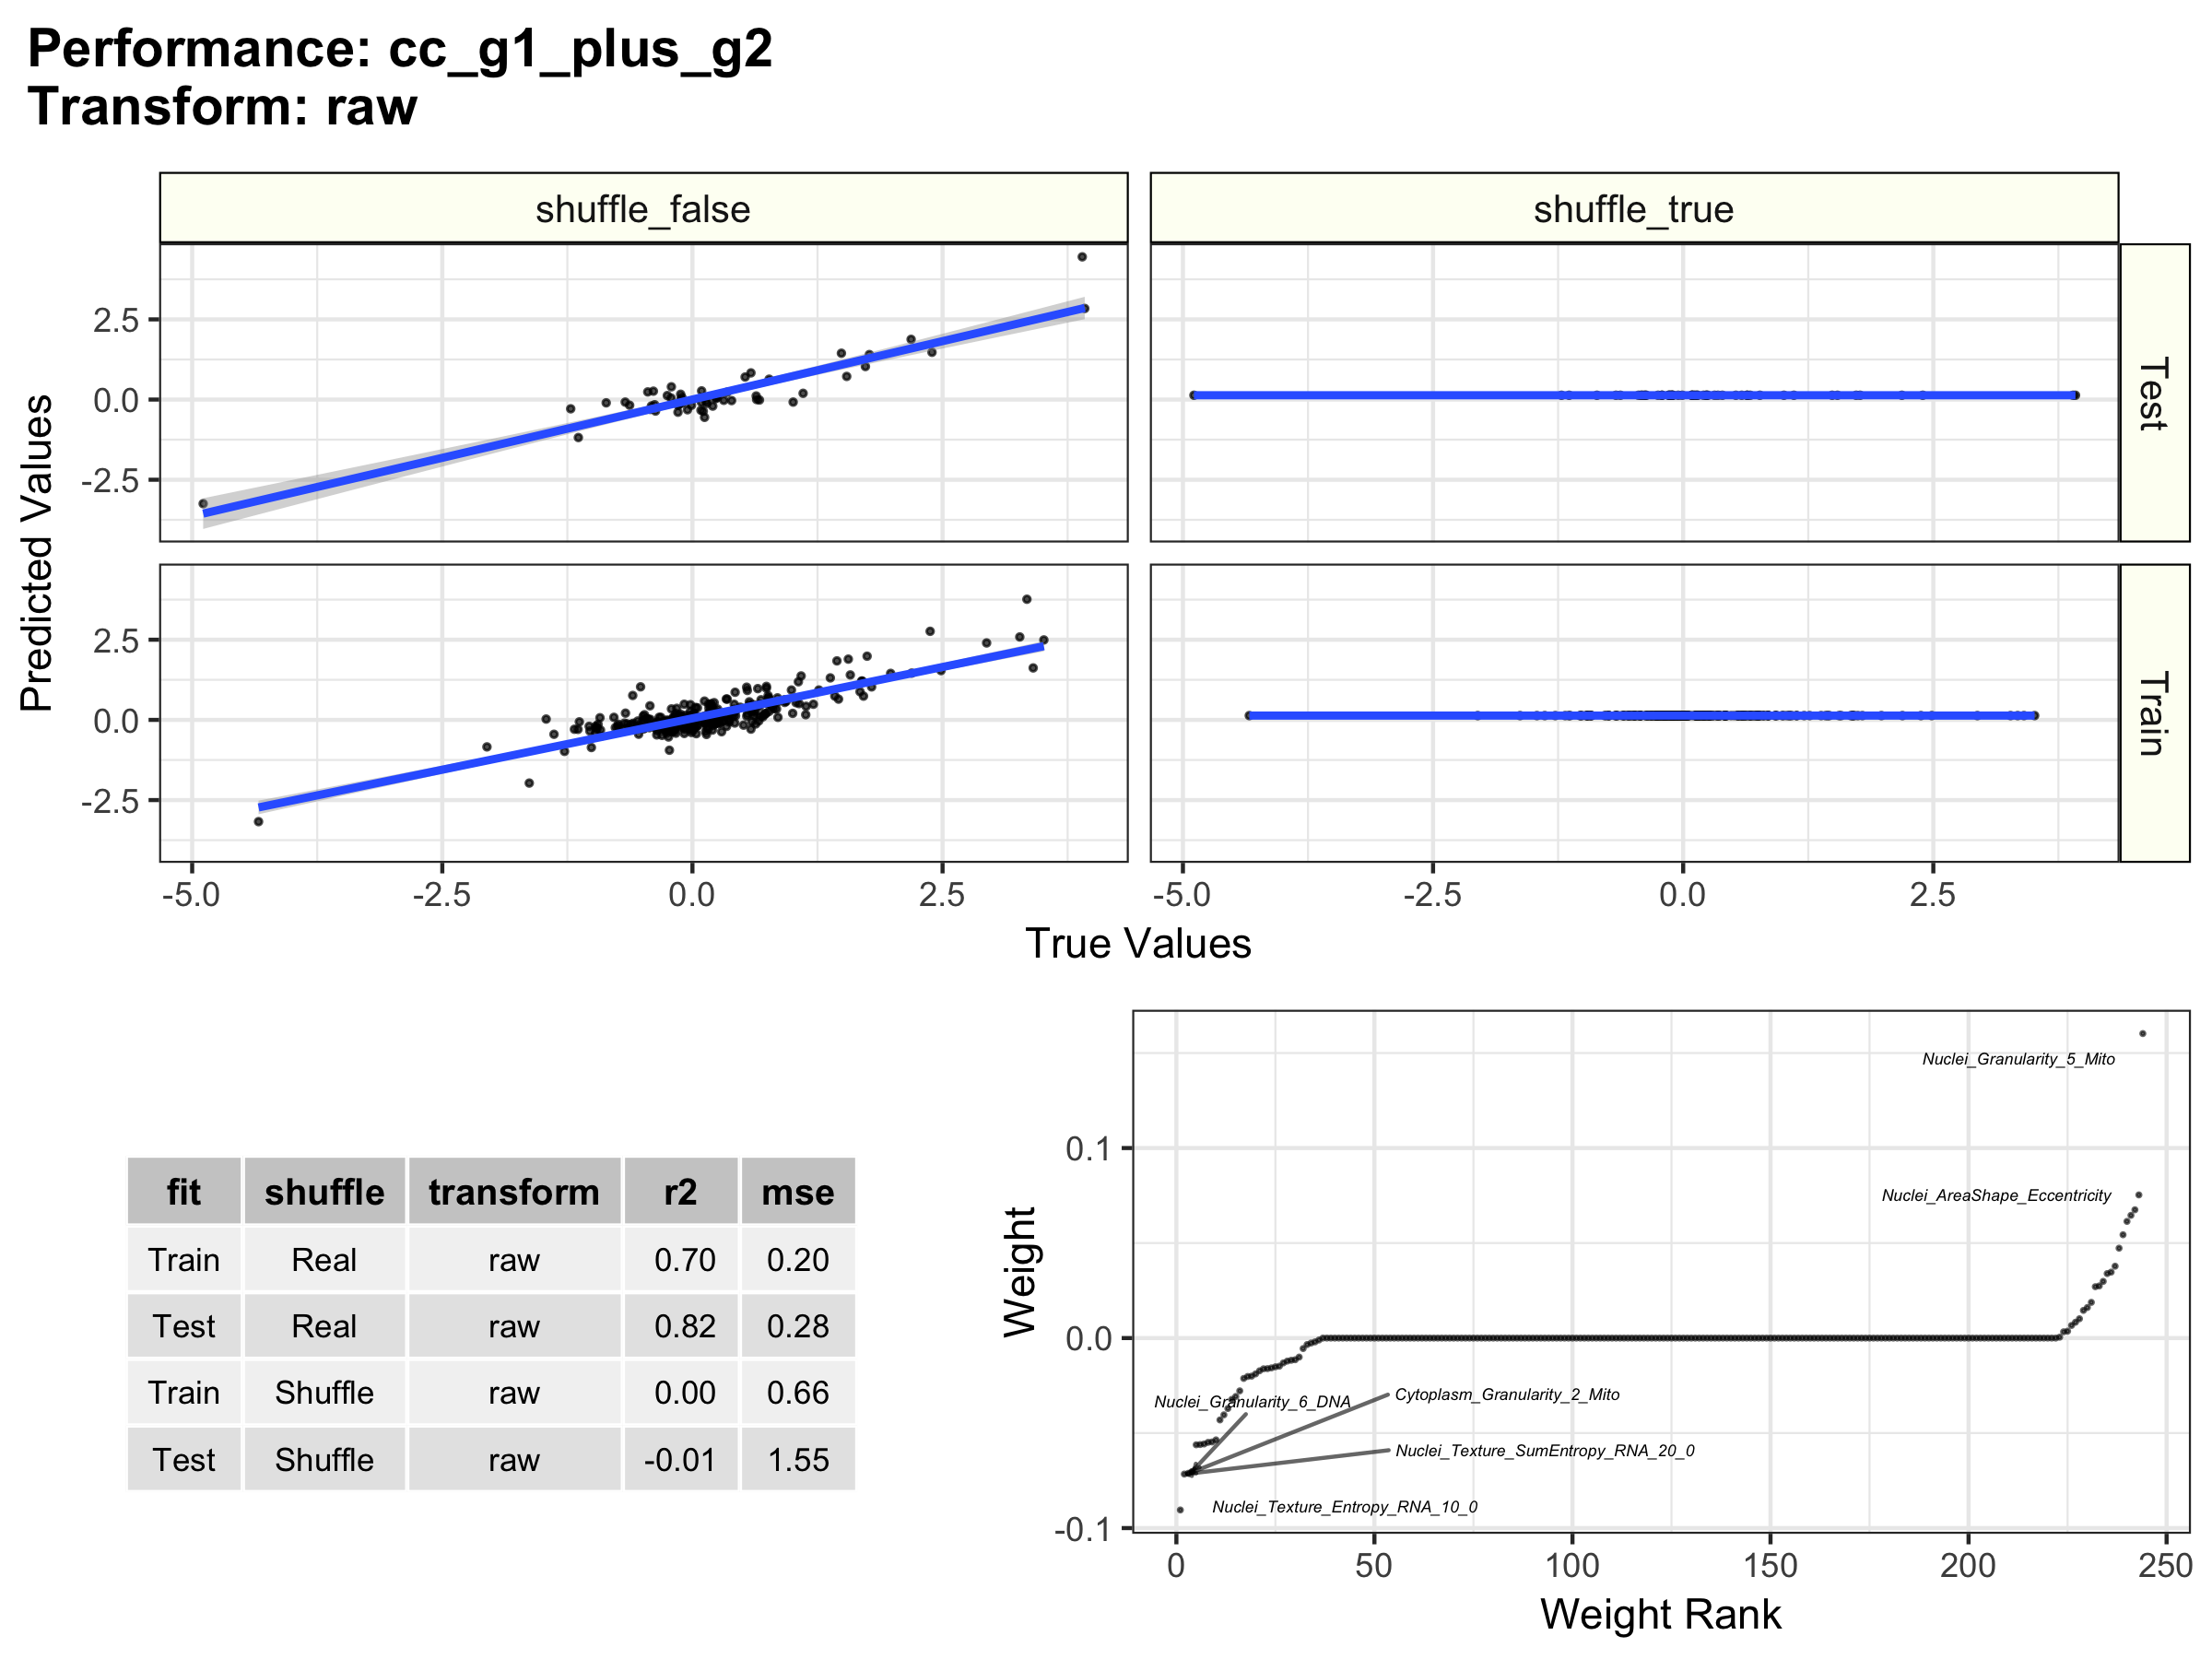 Performance: cc_g1_plus_g2
Transform: raw
shuffle_false
shuffle_true
Test
Train
Predicted Values
2.5
0.0
-2.5
2.5
0.0
-2.5
-5.0
-2.5
0.0
2.5
-5.0
-2.5
0.0
2.5
True Values
fit shuffle transform r2 mse
Train Real raw 0.70 0.20
Test Real raw 0.82 0.28
Train Shuffle raw 0.00 0.66
Test Shuffle raw -0.01 1.55
Weight
0.1
0.0
-0.1
Nuclei_Granularity_5_Mito
Nuclei_AreaShape_Eccentricity
Nuclei_Granularity_6_DNA
Cytoplasm_Granularity_2_Mito
Nuclei_Texture_SumEntropy_RNA_20_0
Nuclei_Texture_Entropy_RNA_10_0
0
50
100
150
200
250
Weight Rank